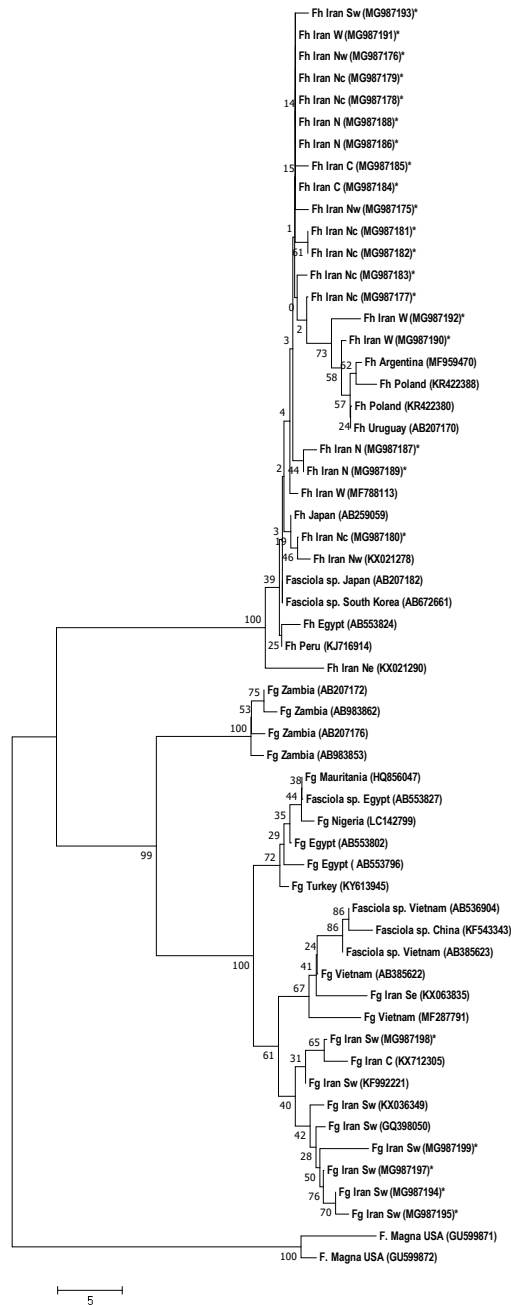 Fh Iran Sw (MG987193)*
Fh Iran W (MG987191)*
Fh Iran Nw (MG987176)*
Fh Iran Nc (MG987179)*
Fh Iran Nc (MG987178)*
14
Fh Iran N (MG987188)*
Fh Iran N (MG987186)*
Fh Iran C (MG987185)*
15
Fh Iran C (MG987184)*
Fh Iran Nw (MG987175)*
1
Fh Iran Nc (MG987181)*
61
Fh Iran Nc (MG987182)*
Fh Iran Nc (MG987183)*
Fh Iran Nc (MG987177)*
0
Fh Iran W (MG987192)*
2
Fh Iran W (MG987190)*
3
73
Fh Argentina (MF959470)
62
58
Fh Poland (KR422388)
57
Fh Poland (KR422380)
4
24
Fh Uruguay (AB207170)
Fh Iran N (MG987187)*
2
44
Fh Iran N (MG987189)*
Fh Iran W (MF788113)
Fh Japan (AB259059)
3
Fh Iran Nc (MG987180)*
19
46
Fh Iran Nw (KX021278)
39
Fasciola sp. Japan (AB207182)
Fasciola sp. South Korea (AB672661)
100
Fh Egypt (AB553824)
25
Fh Peru (KJ716914)
Fh Iran Ne (KX021290)
75
Fg Zambia (AB207172)
53
Fg Zambia (AB983862)
100
Fg Zambia (AB207176)
Fg Zambia (AB983853)
38
Fg Mauritania (HQ856047)
44
Fasciola sp. Egypt (AB553827)
35
Fg Nigeria (LC142799)
29
Fg Egypt (AB553802)
99
72
Fg Egypt ( AB553796)
Fg Turkey (KY613945)
86
Fasciola sp. Vietnam (AB536904)
86
Fasciola sp. China (KF543343)
24
Fasciola sp. Vietnam (AB385623)
100
41
Fg Vietnam (AB385622)
67
Fg Iran Se (KX063835)
Fg Vietnam (MF287791)
65
Fg Iran Sw (MG987198)*
61
31
Fg Iran C (KX712305)
Fg Iran Sw (KF992221)
40
Fg Iran Sw (KX036349)
Fg Iran Sw (GQ398050)
42
Fg Iran Sw (MG987199)*
28
Fg Iran Sw (MG987197)*
50
Fg Iran Sw (MG987194)*
76
Fg Iran Sw (MG987195)*
70
F. Magna USA (GU599871)
100
F. Magna USA (GU599872)
5